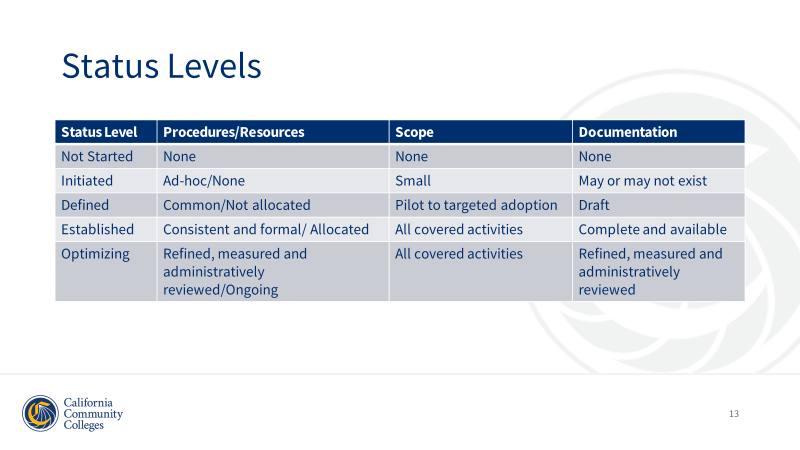 Status Levels
Status Level Procedures/Resources Scope Documentation
Not Started None None None
Initiated Ad-hoc/None Small May or may not exist
Defined Common/Not allocated Pilot to targeted adoption Draft
Established Consistent and formal/ Allocated All covered activities Complete and available
Optimizing Refined, measured and All covered activities Refined, measured and
administratively administratively
reviewed/Ongoing reviewed
California
Community
Colleges
13